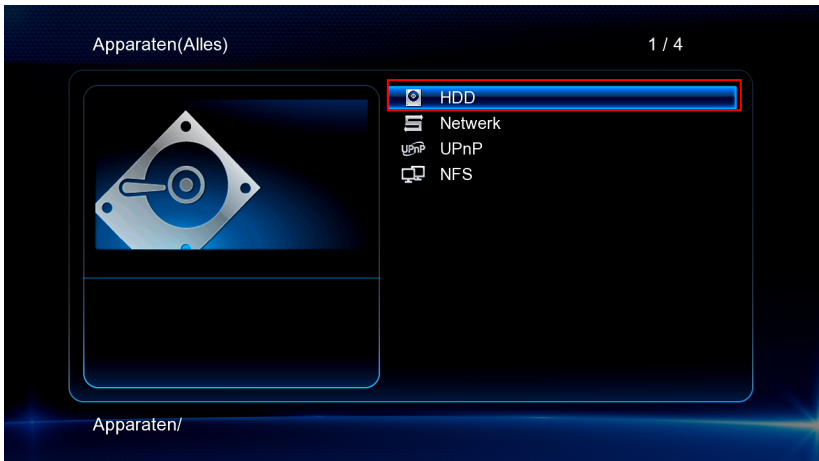 Apparaten(Alles)
1 / 4
HDD
Netwerk
UPnP UPnP
NFS
Apparaten/